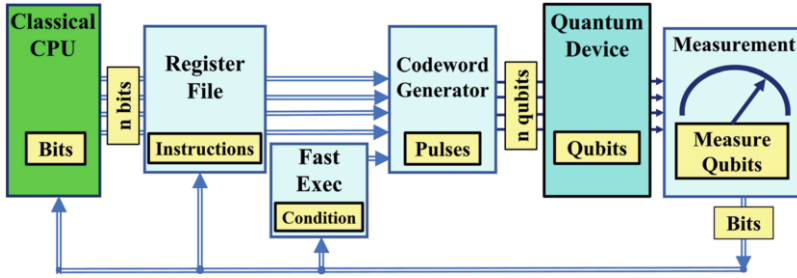 Classical
CPU
Bits
n bits
Register
File
Instructions
Fast
Exec
Condition
Codeword
Generator
Pulses
n qubits
Quantum
Device
Qubits
Measurement
Measure
Qubits
Bits